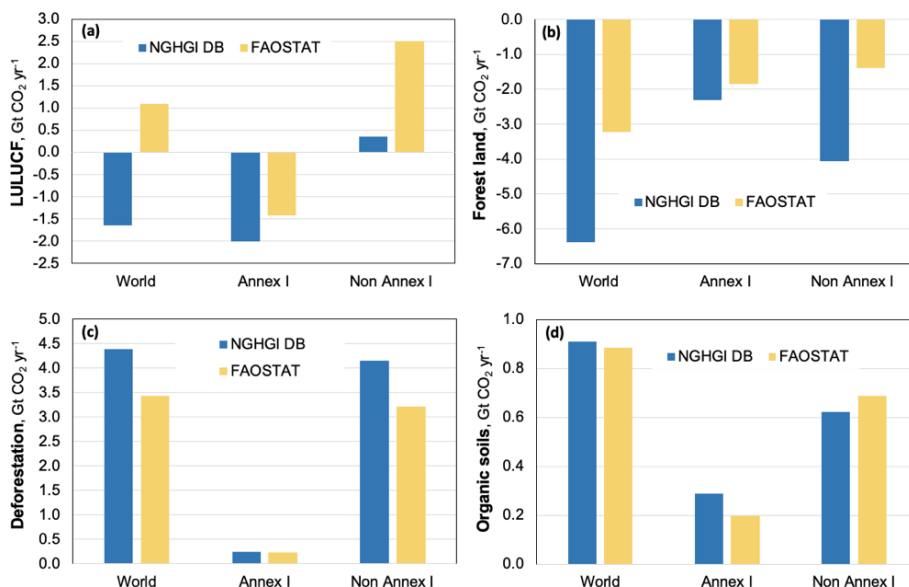 (a)
NGHGI DB FAOSTAT
LULUCF, Gt CO₂ yr⁻¹
3.0
2.5
2.0
1.5
1.0
0.5
0.0
-0.5
-1.0
-1.5
-2.0
-2.5
World Annex I Non Annex I
(b)
Forest land, Gt CO₂ yr⁻¹
0.0
-1.0
-2.0
-3.0
-4.0
-5.0
-6.0
-7.0
NGHGI DB FAOSTAT
World Annex I Non Annex I
(c)
NGHGI DB
FAOSTAT
Deforestation, Gt CO₂ yr⁻¹
5.0
4.5
4.0
3.5
3.0
2.5
2.0
1.5
1.0
0.5
0.0
World Annex I Non Annex I
(d)
NGHGI DB FAOSTAT
Organic soils, Gt CO₂ yr⁻¹
1.0
0.8
0.6
0.4
0.2
0.0
World Annex I Non Annex I